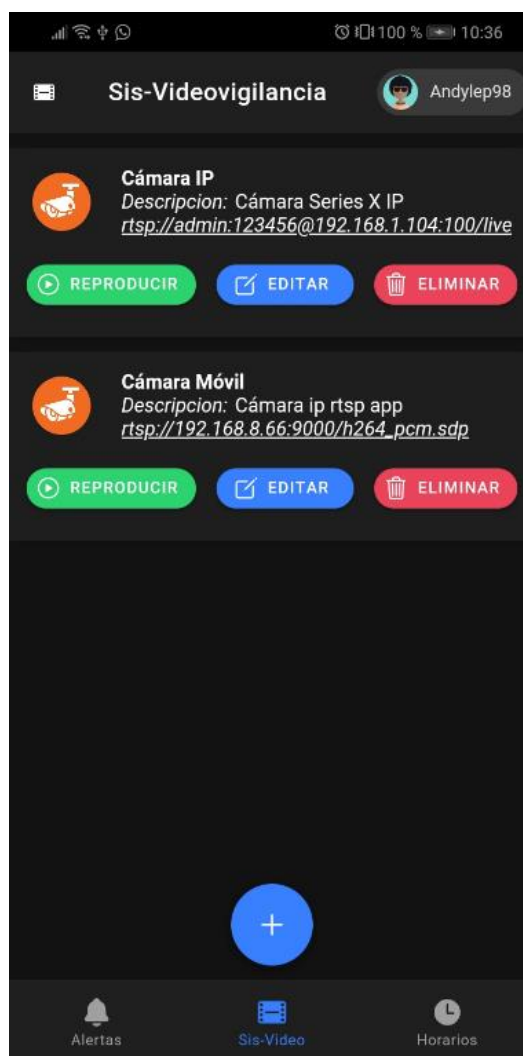 100 % 10:36
Sis-Videovigilancia
Andylep98
Cámara IP
Descripcion: Cámara Series X IP
rtsp://admin:123456@192.168.1.104:100/live
REPRODUCIR
EDITAR
ELIMINAR
Cámara Móvil
Descripcion: Cámara ip rtsp app
rtsp://192.168.8.66:9000/h264_pcm.sdp
REPRODUCIR
EDITAR
ELIMINAR
Alertas
Sis-Video
Horarios